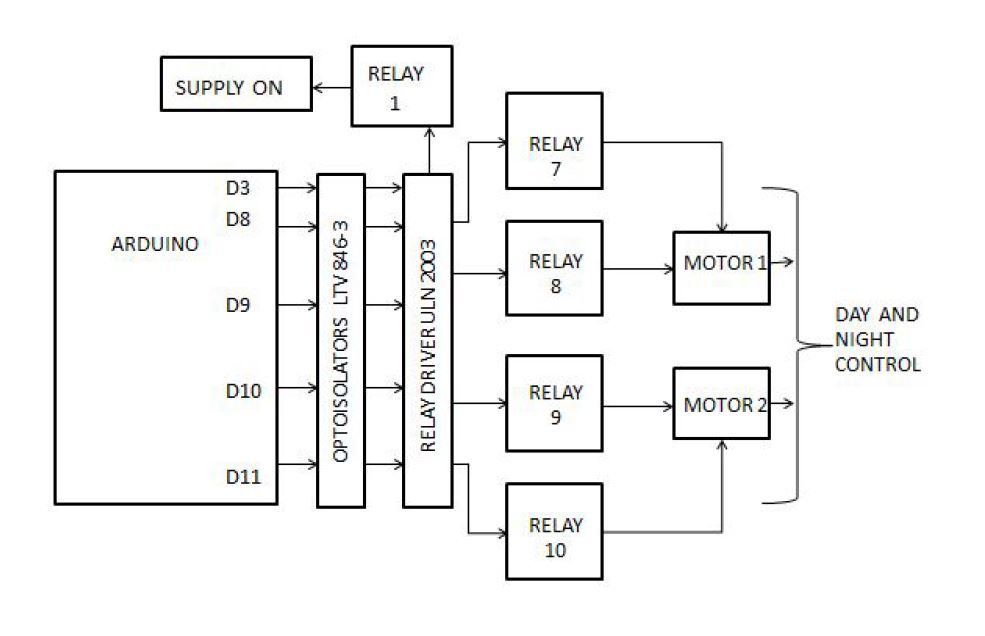 SUPPLY ON
RELAY
1
ARDUINO
D3
D8
D9
D10
D11
OPTOISOLATORS LTV 846-3
RELAY DRIVER ULN 2003
RELAY
7
RELAY
8
RELAY
9
RELAY
10
MOTOR 1
MOTOR 2
DAY AND
NIGHT
CONTROL